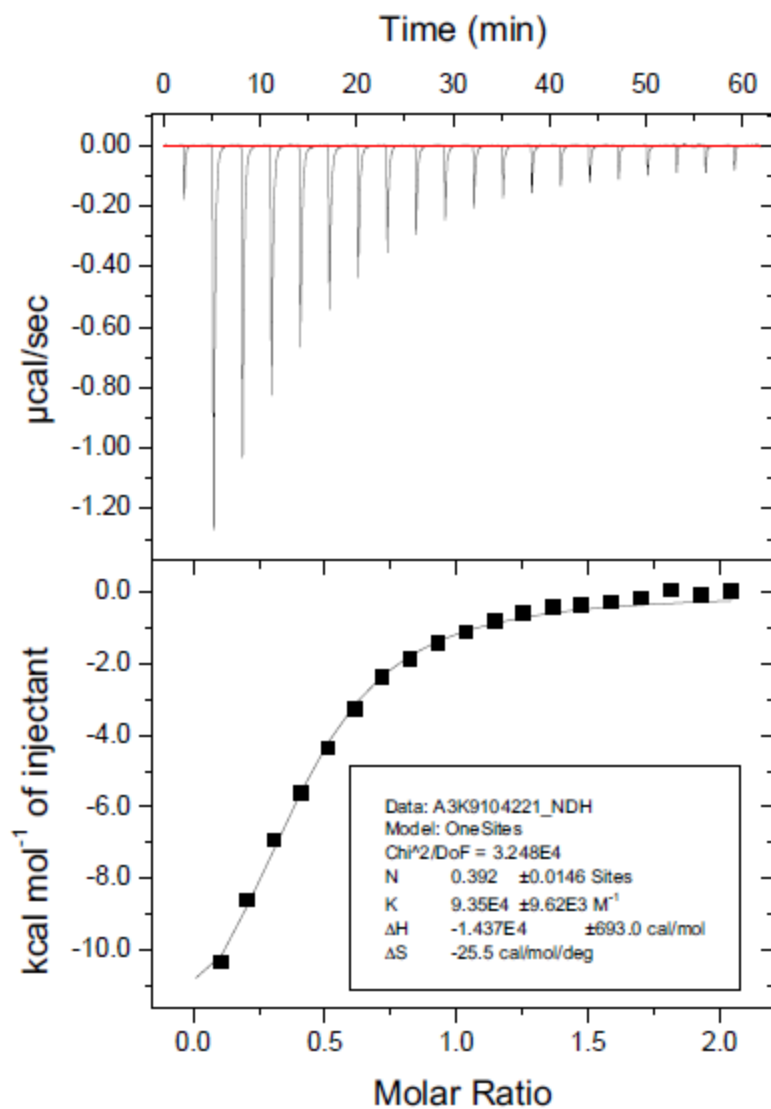 Time (min)
0 10 20 30 40 50 60
0.00
-0.20
-0.40
-0.60
-0.80
-1.00
-1.20
µcal/sec
0.0
-2.0
-4.0
-6.0
-8.0
-10.0
kcal mol⁻¹ of injectant
Data: A3K9104221_NDH
Model: OneSites
Chi^2/DoF = 3.248E4
N 0.392 ±0.0146 Sites
K 9.35E4 ±9.62E3 M⁻¹
ΔH -1.437E4 ±693.0 cal/mol
ΔS -25.5 cal/mol/deg
0.0 0.5 1.0 1.5 2.0
Molar Ratio